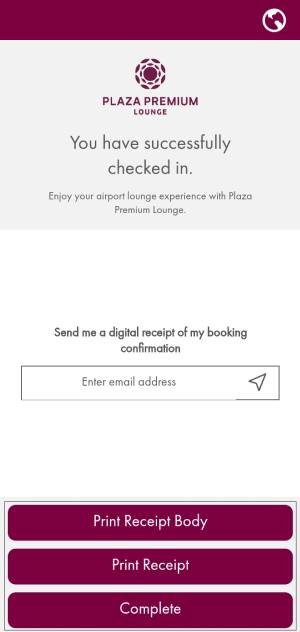 PLAZA PREMIUM
LOUNGE
You have successfully
checked in.
Enjoy your airport lounge experience with Plaza
Premium Lounge.
Send me a digital receipt of my booking
confirmation
Enter email address
Print Receipt Body
Print Receipt
Complete